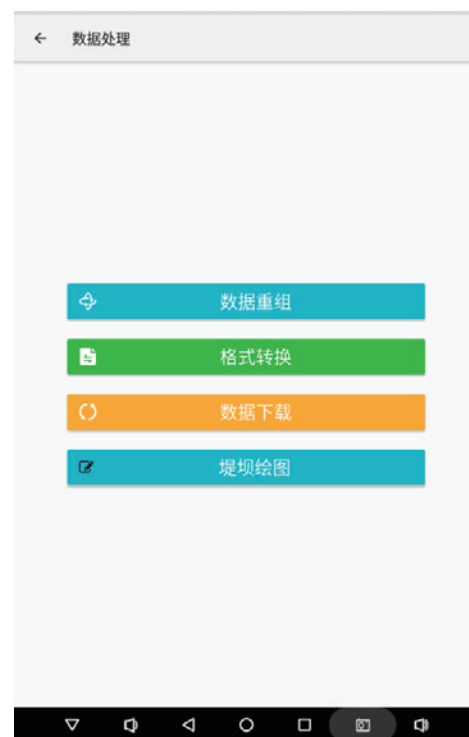 数据处理
数据重组
格式转换
数据下载
堤坝绘图